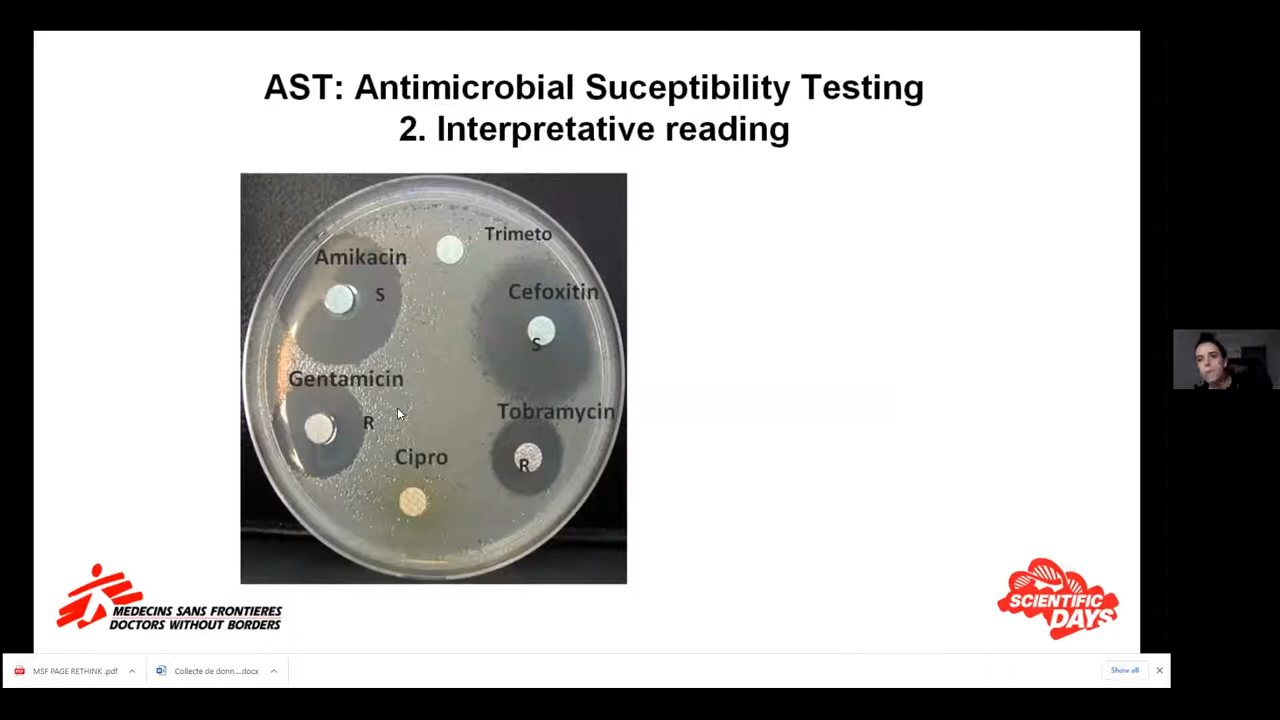 AST: Antimicrobial Suceptibility Testing
2. Interpretative reading
Trimeto
Amikacin
S
Cefoxitin
S
Gentamicin
R
Tobramycin
R
Cipro
MEDECINS SANS FRONTIERES
DOCTORS WITHOUT BORDERS
SCIENTIFIC
DAYS
MSF PAGE RETHINK .pdf
Collecte de donn....docx
Show all